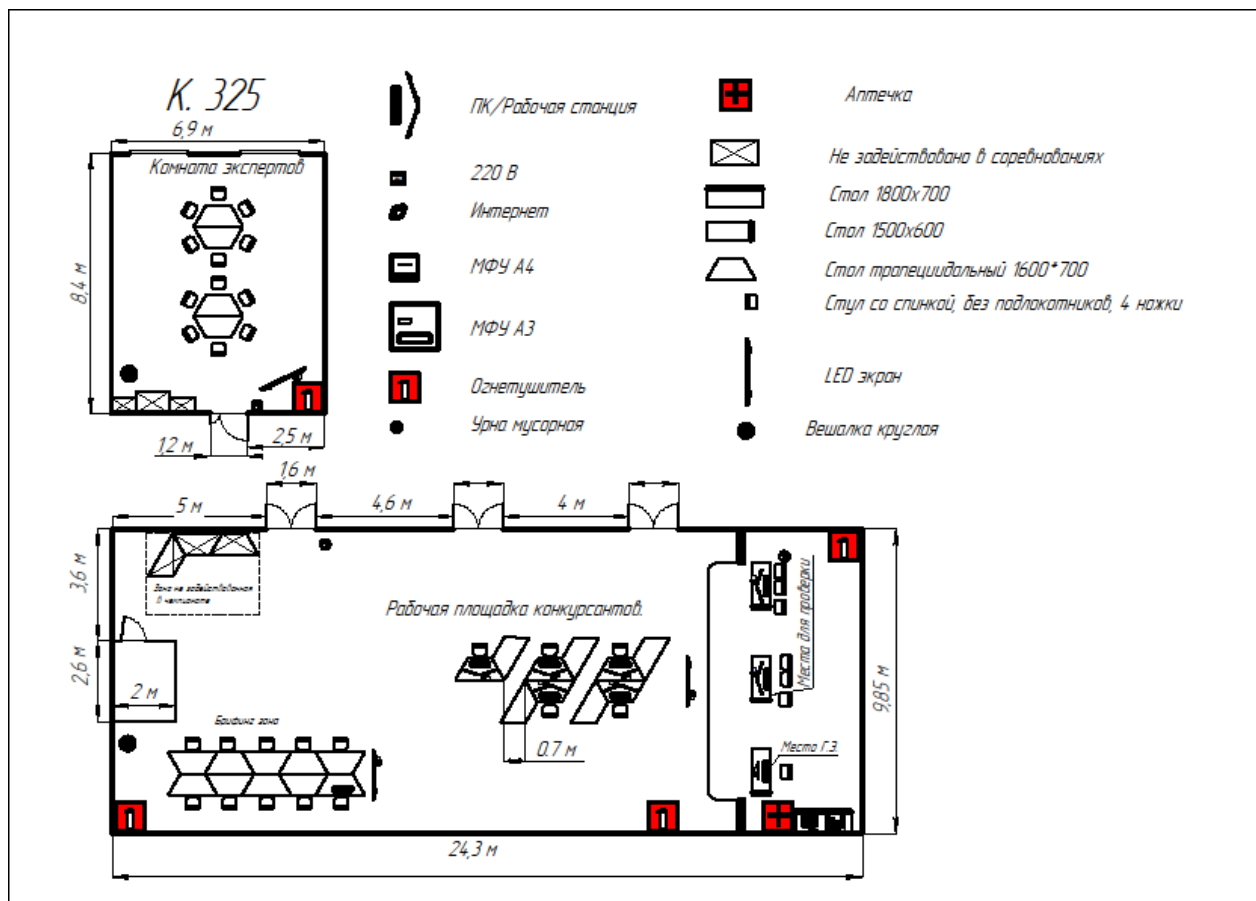 К. 325
6,9 м
Комната экспертов
8,4 м
1,2 м
2,5 м
ПК/Рабочая станция
220 В
Интернет
МФУ А4
МФУ А3
Огнетушитель
Урна мусорная
Аптечка
Не задействовано в соревнованиях
Стол 1800х700
Стол 1500х600
Стол трапециидальный 1600*700
Стул со спинкой, без подлокотников, 4 ножки
LED экран
Вешалка круглая
1,6 м
5 м
4,6 м
4 м
3,6 м
Зона не задействованная
в чемпионате
Рабочая площадка конкурсантов.
Места для проверки
2,6 м
2 м
9,85 м
Брифинг зона
0.7 м
Место Г.Э.
24,3 м